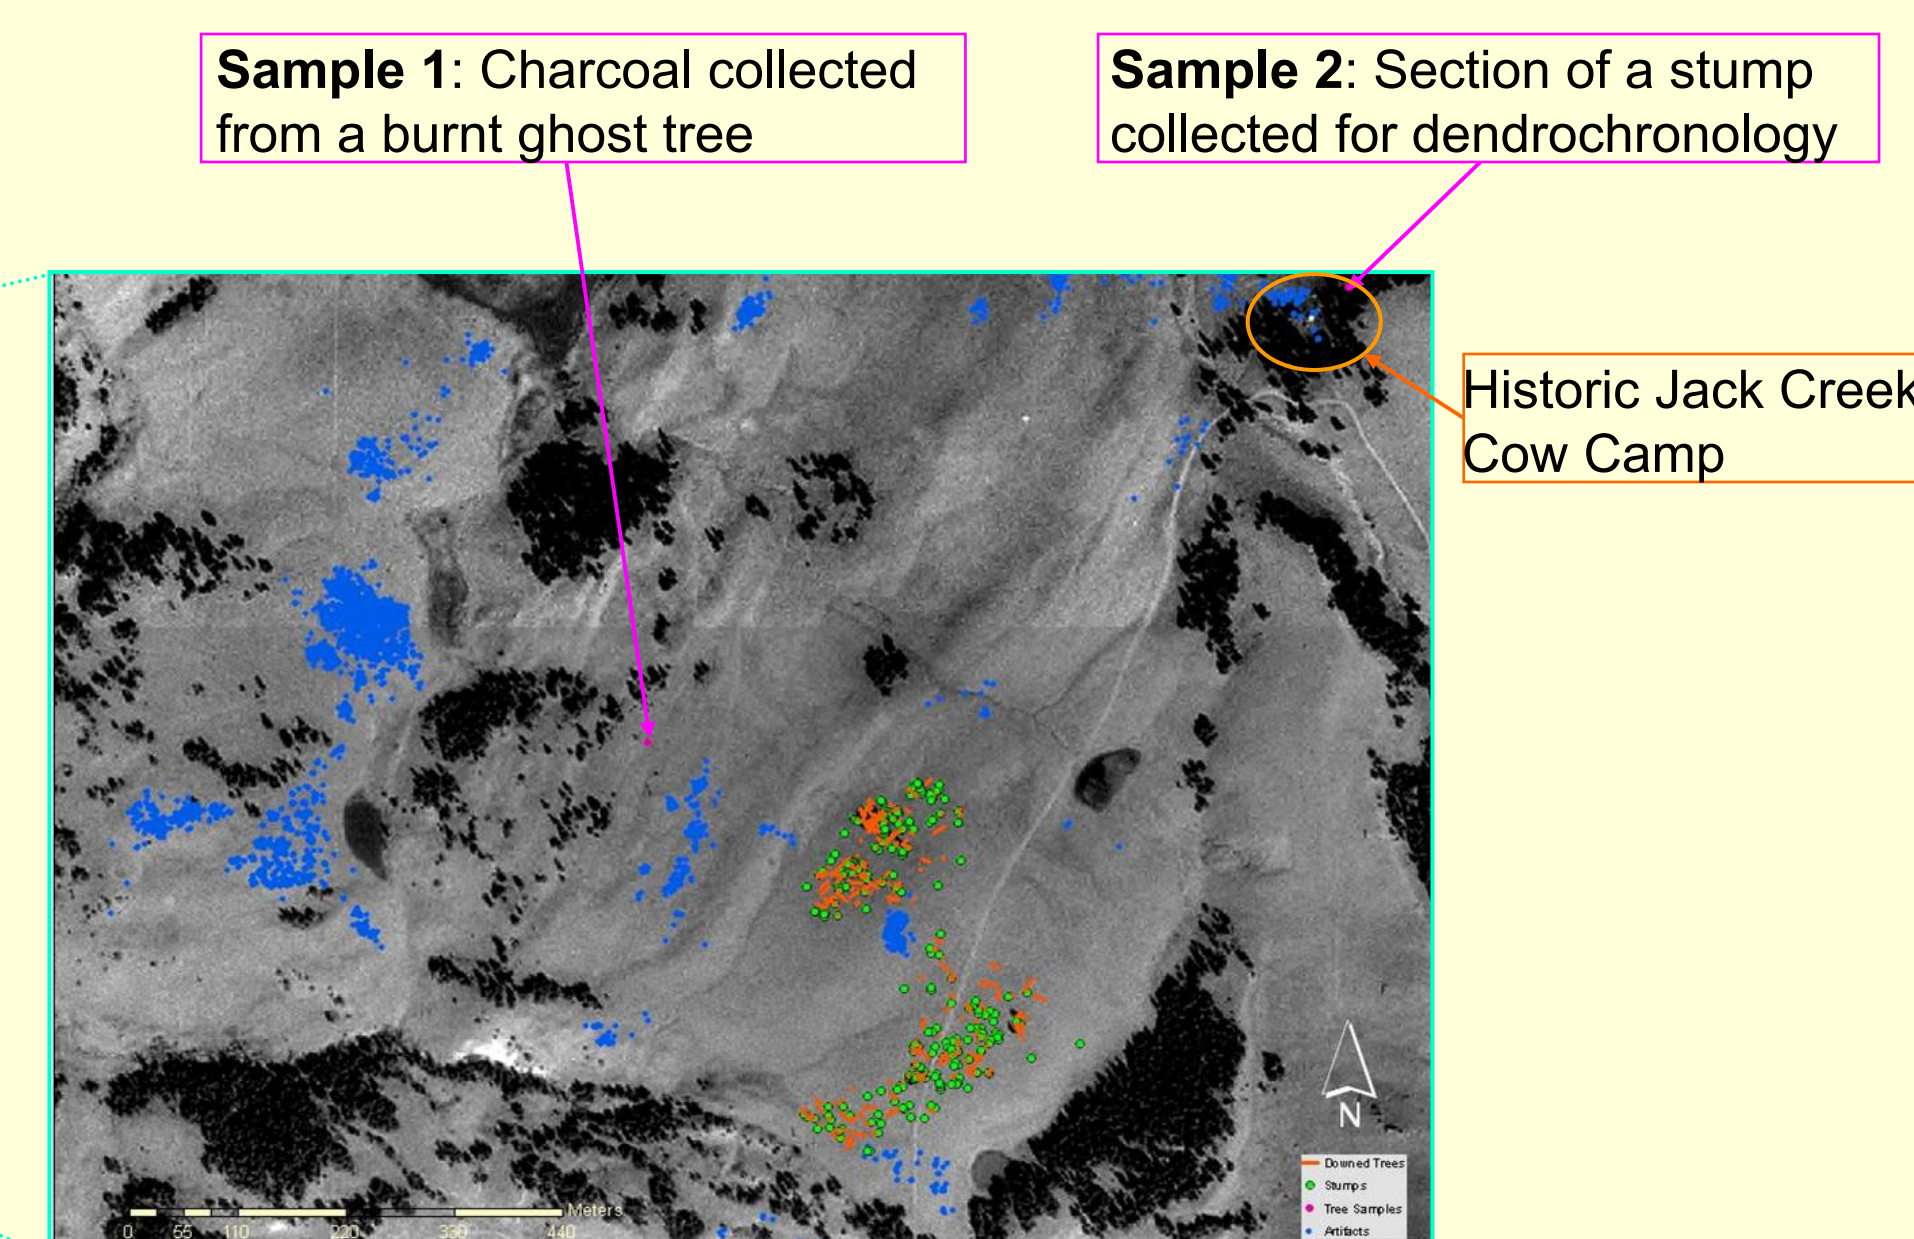 Sample 1: Charcoal collected
from a burnt ghost tree
Sample 2: Section of a stump
collected for dendrochronology
Historic Jack Creek
Cow Camp
N
Downed Trees
Stumps
Tree Samples
Artifacts
Meters
0 55 110 220 330 440